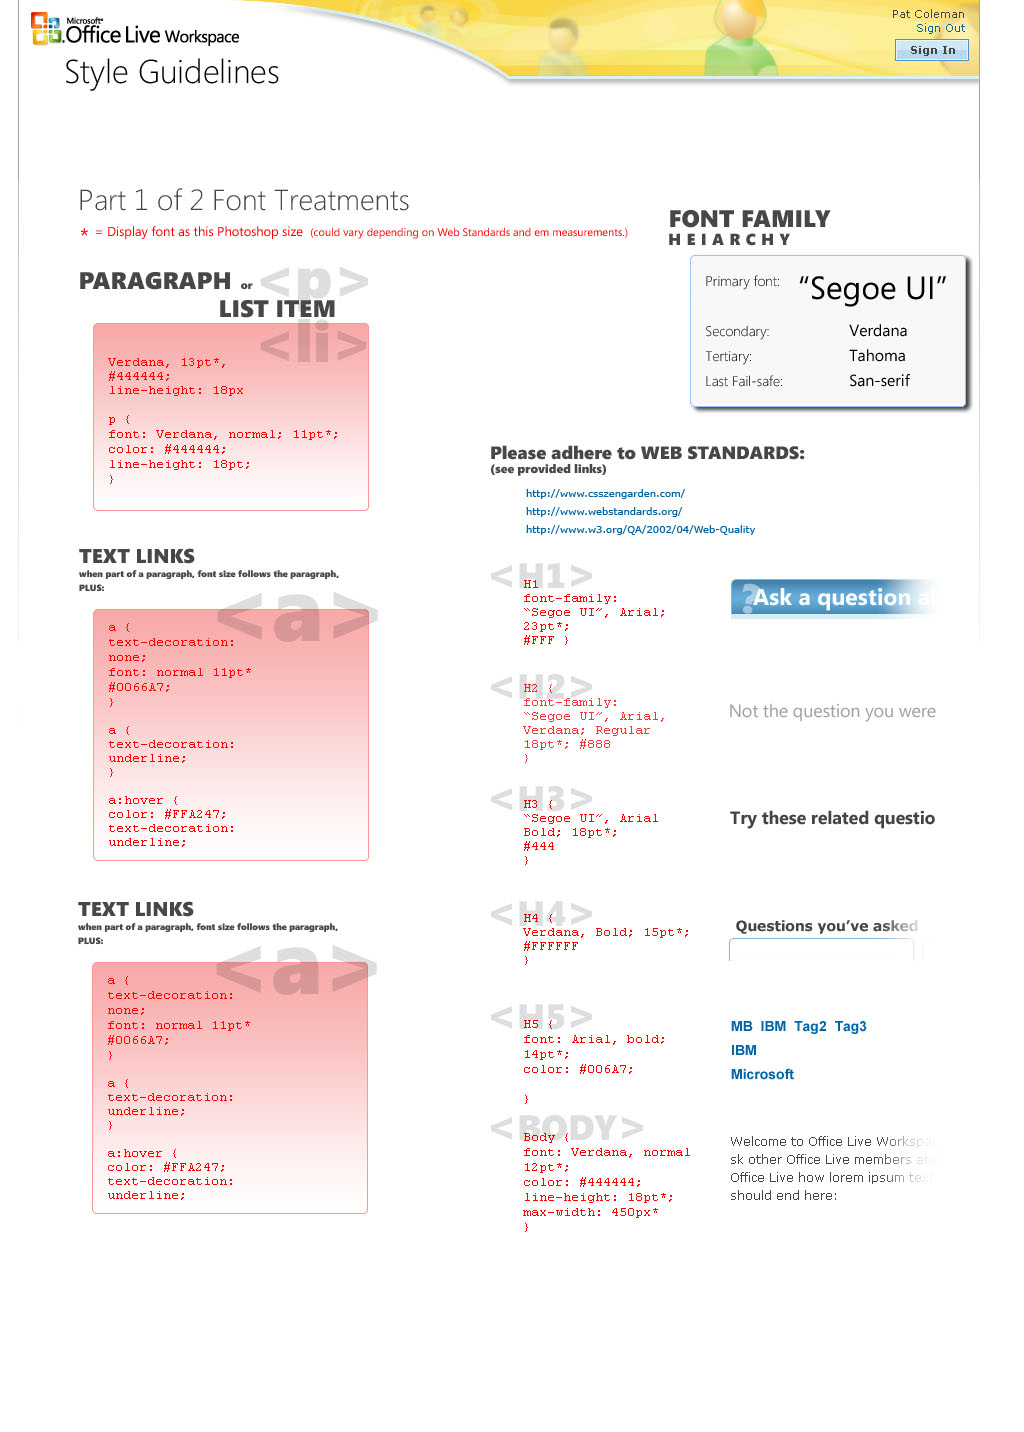 Microsoft®
Office Live Workspace
Style Guidelines
Pat Coleman
Sign Out
Sign In
Part 1 of 2 Font Treatments
* = Display font as this Photoshop size (could vary depending on Web Standards and em measurements.)
PARAGRAPH or <p>
LIST ITEM
<li>
Verdana, 13pt*,
#444444;
line-height: 18px
p {
font: Verdana, normal; 11pt*;
color: #444444;
line-height: 18pt;
}
TEXT LINKS
when part of a paragraph, font size follows the paragraph,
PLUS:
<a>
a {
text-decoration:
none;
font: normal 11pt*
#0066A7;
}
a {
text-decoration:
underline;
}
a:hover {
color: #FFA247;
text-decoration:
underline;
TEXT LINKS
when part of a paragraph, font size follows the paragraph,
PLUS:
<a>
a {
text-decoration:
none;
font: normal 11pt*
#0066A7;
}
a {
text-decoration:
underline;
}
a:hover {
color: #FFA247;
text-decoration:
underline;
FONT FAMILY
HEIARCHY
Primary font: “Segoe UI”
Secondary: Verdana
Tertiary: Tahoma
Last Fail-safe: San-serif
Please adhere to WEB STANDARDS:
(see provided links)
http://www.csszengarden.com/
http://www.webstandards.org/
http://www.w3.org/QA/2002/04/Web-Quality
<H1>
H1
font-family:
“Segoe UI”, Arial;
23pt*;
#FFF }
? Ask a question a
<H2>
H2 {
font-family:
“Segoe UI”, Arial,
Verdana; Regular
18pt*; #888
}
Not the question you were
<H3>
H3 {
“Segoe UI”, Arial
Bold; 18pt*;
#444
}
Try these related questio
<H4>
H4 {
Verdana, Bold; 15pt*;
#FFFFFF
}
Questions you’ve asked
<H5>
H5 {
font: Arial, bold;
14pt*;
color: #006A7;
}
MB IBM Tag2 Tag3
IBM
Microsoft
<BODY>
Body {
font: Verdana, normal
12pt*;
color: #444444;
line-height: 18pt*;
max-width: 450px*
}
Welcome to Office Live Workspa
sk other Office Live members ab
Office Live how lorem ipsum text
should end here: